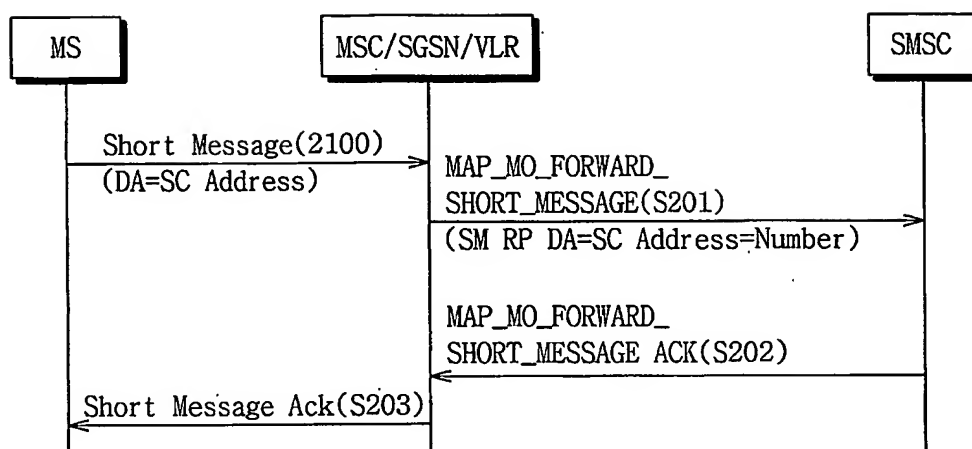 MS
MSC/SGSN/VLR
SMSC
Short Message(2100)
(DA=SC Address)
MAP_MO_FORWARD_
SHORT_MESSAGE(S201)
(SM RP DA=SC Address=Number)
MAP_MO_FORWARD_
SHORT_MESSAGE ACK(S202)
Short Message Ack(S203)